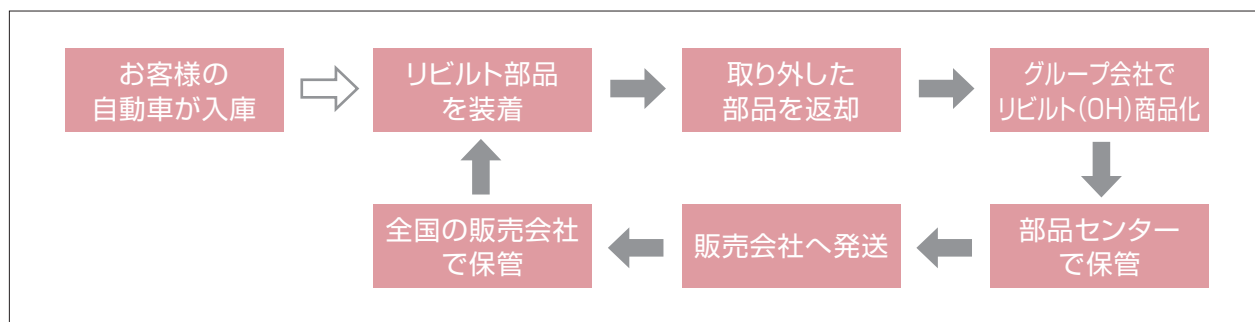 お客様の
自動車が入庫
リビルト部品
を装着
取り外した
部品を返却
グループ会社で
リビルト(OH)商品化
全国の販売会社
で保管
販売会社へ発送
部品センター
で保管